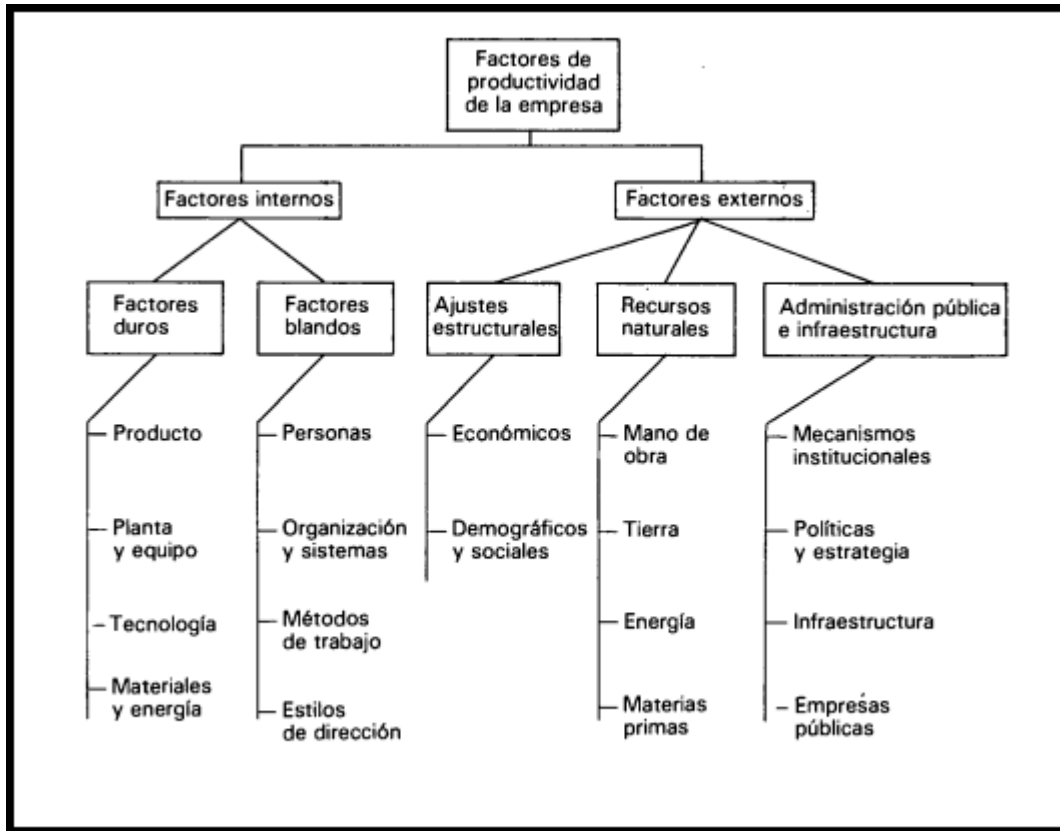 Factores de
productividad
de la empresa
Factores internos
Factores externos
Factores
duros
Factores
blandos
Ajustes
estructurales
Recursos
naturales
Administración pública
e infraestructura
Producto
Planta
y equipo
Tecnología
Materiales
y energía
Personas
Organización
y sistemas
Métodos
de trabajo
Estilos
de dirección
Económicos
Demográficos
y sociales
Mano de
obra
Tierra
Energía
Materias
primas
Mecanismos
institucionales
Políticas
y estrategia
Infraestructura
Empresas
públicas